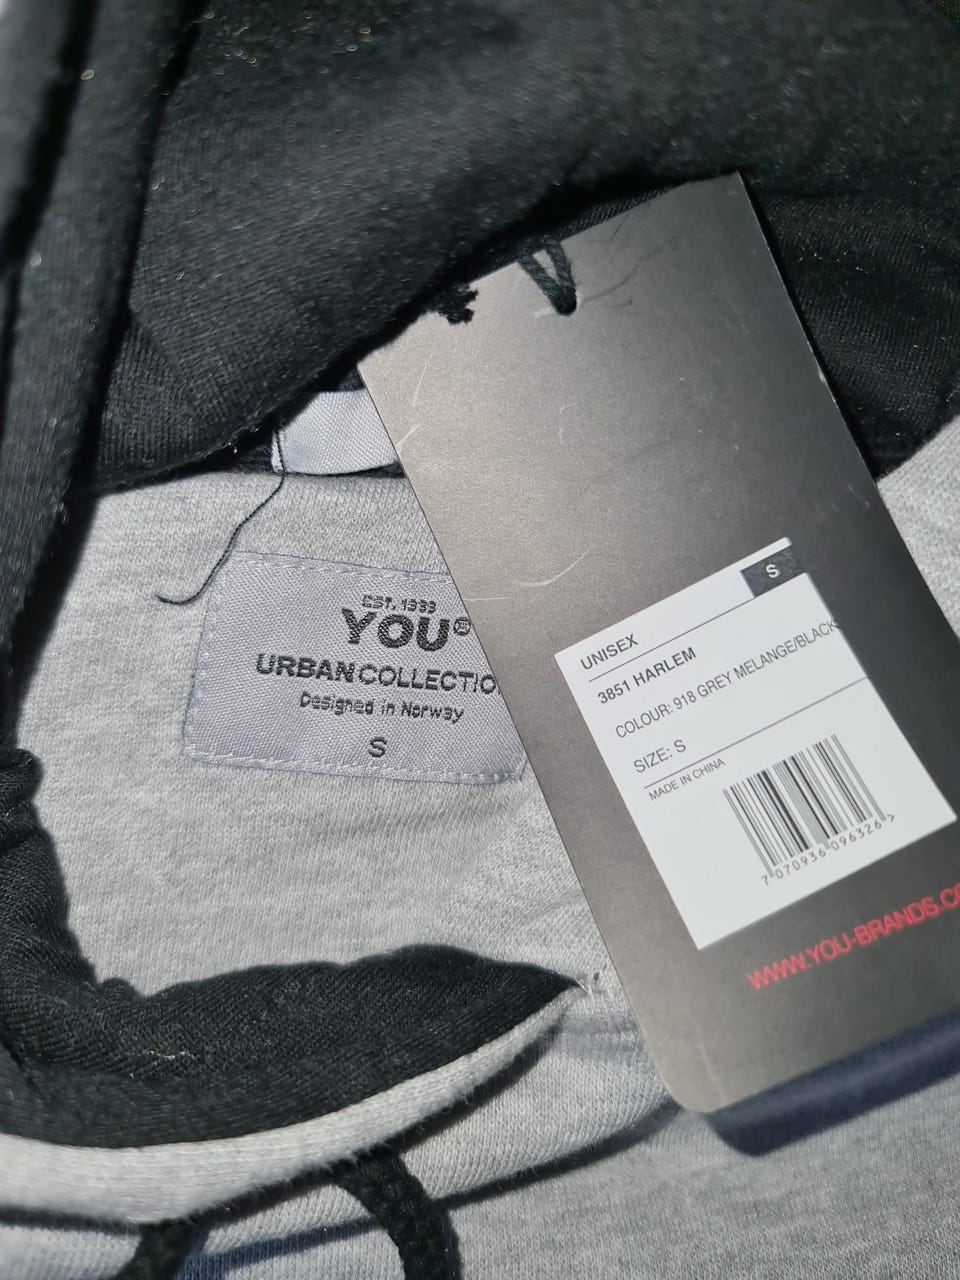 EST. 1939
YOU®
URBAN COLLECTIO
Designed in Norway
S
S
UNISEX
3851 HARLEM
COLOUR: 918 GREY MELANGE/BLACK
SIZE: S
MADE IN CHINA
7 070936 096326 >
WWW.YOU-BRANDS.CO